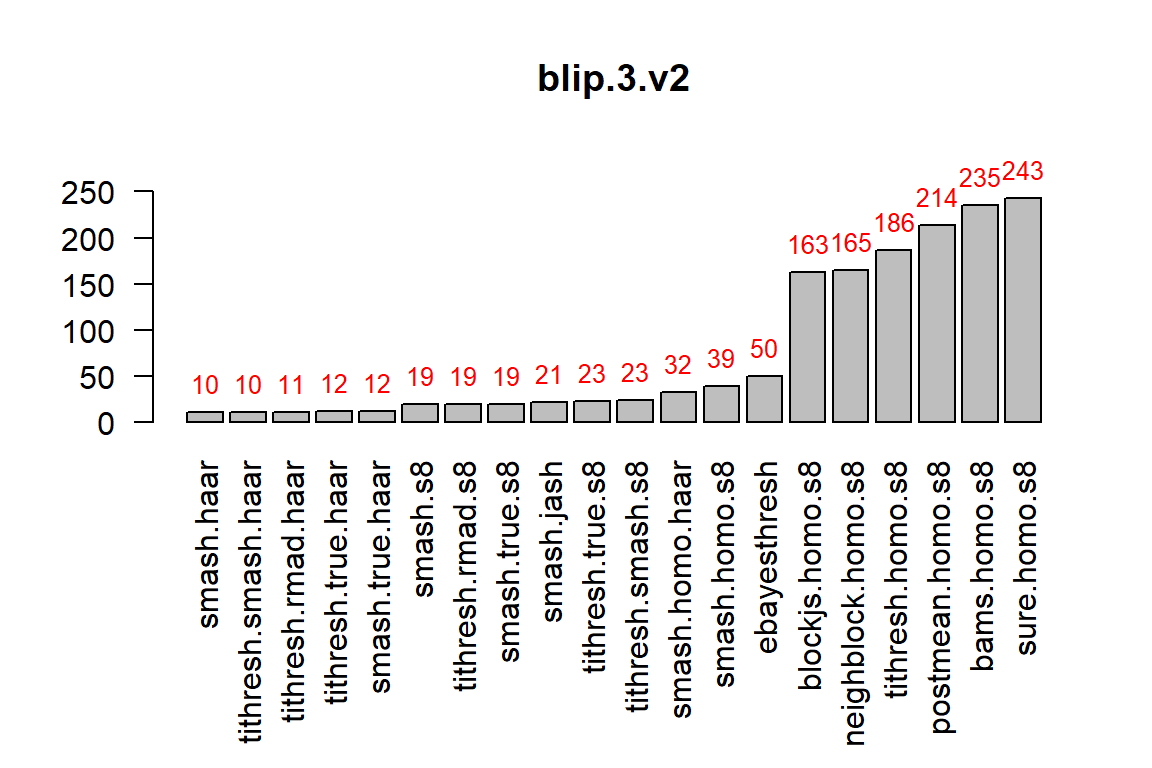 blip.3.v2
250
200
150
100
50
0
10
10
11
12
12
19
19
19
21
23
23
32
39
50
163
165
186
214
235
243
smash.haar
tithresh.smash.haar
tithresh.rmad.haar
tithresh.true.haar
smash.true.haar
smash.s8
tithresh.rmad.s8
smash.true.s8
smash.jash
tithresh.true.s8
tithresh.smash.s8
smash.homo.haar
smash.homo.s8
ebayesthresh
blockjs.homo.s8
neighblock.homo.s8
tithresh.homo.s8
postmean.homo.s8
bams.homo.s8
sure.homo.s8